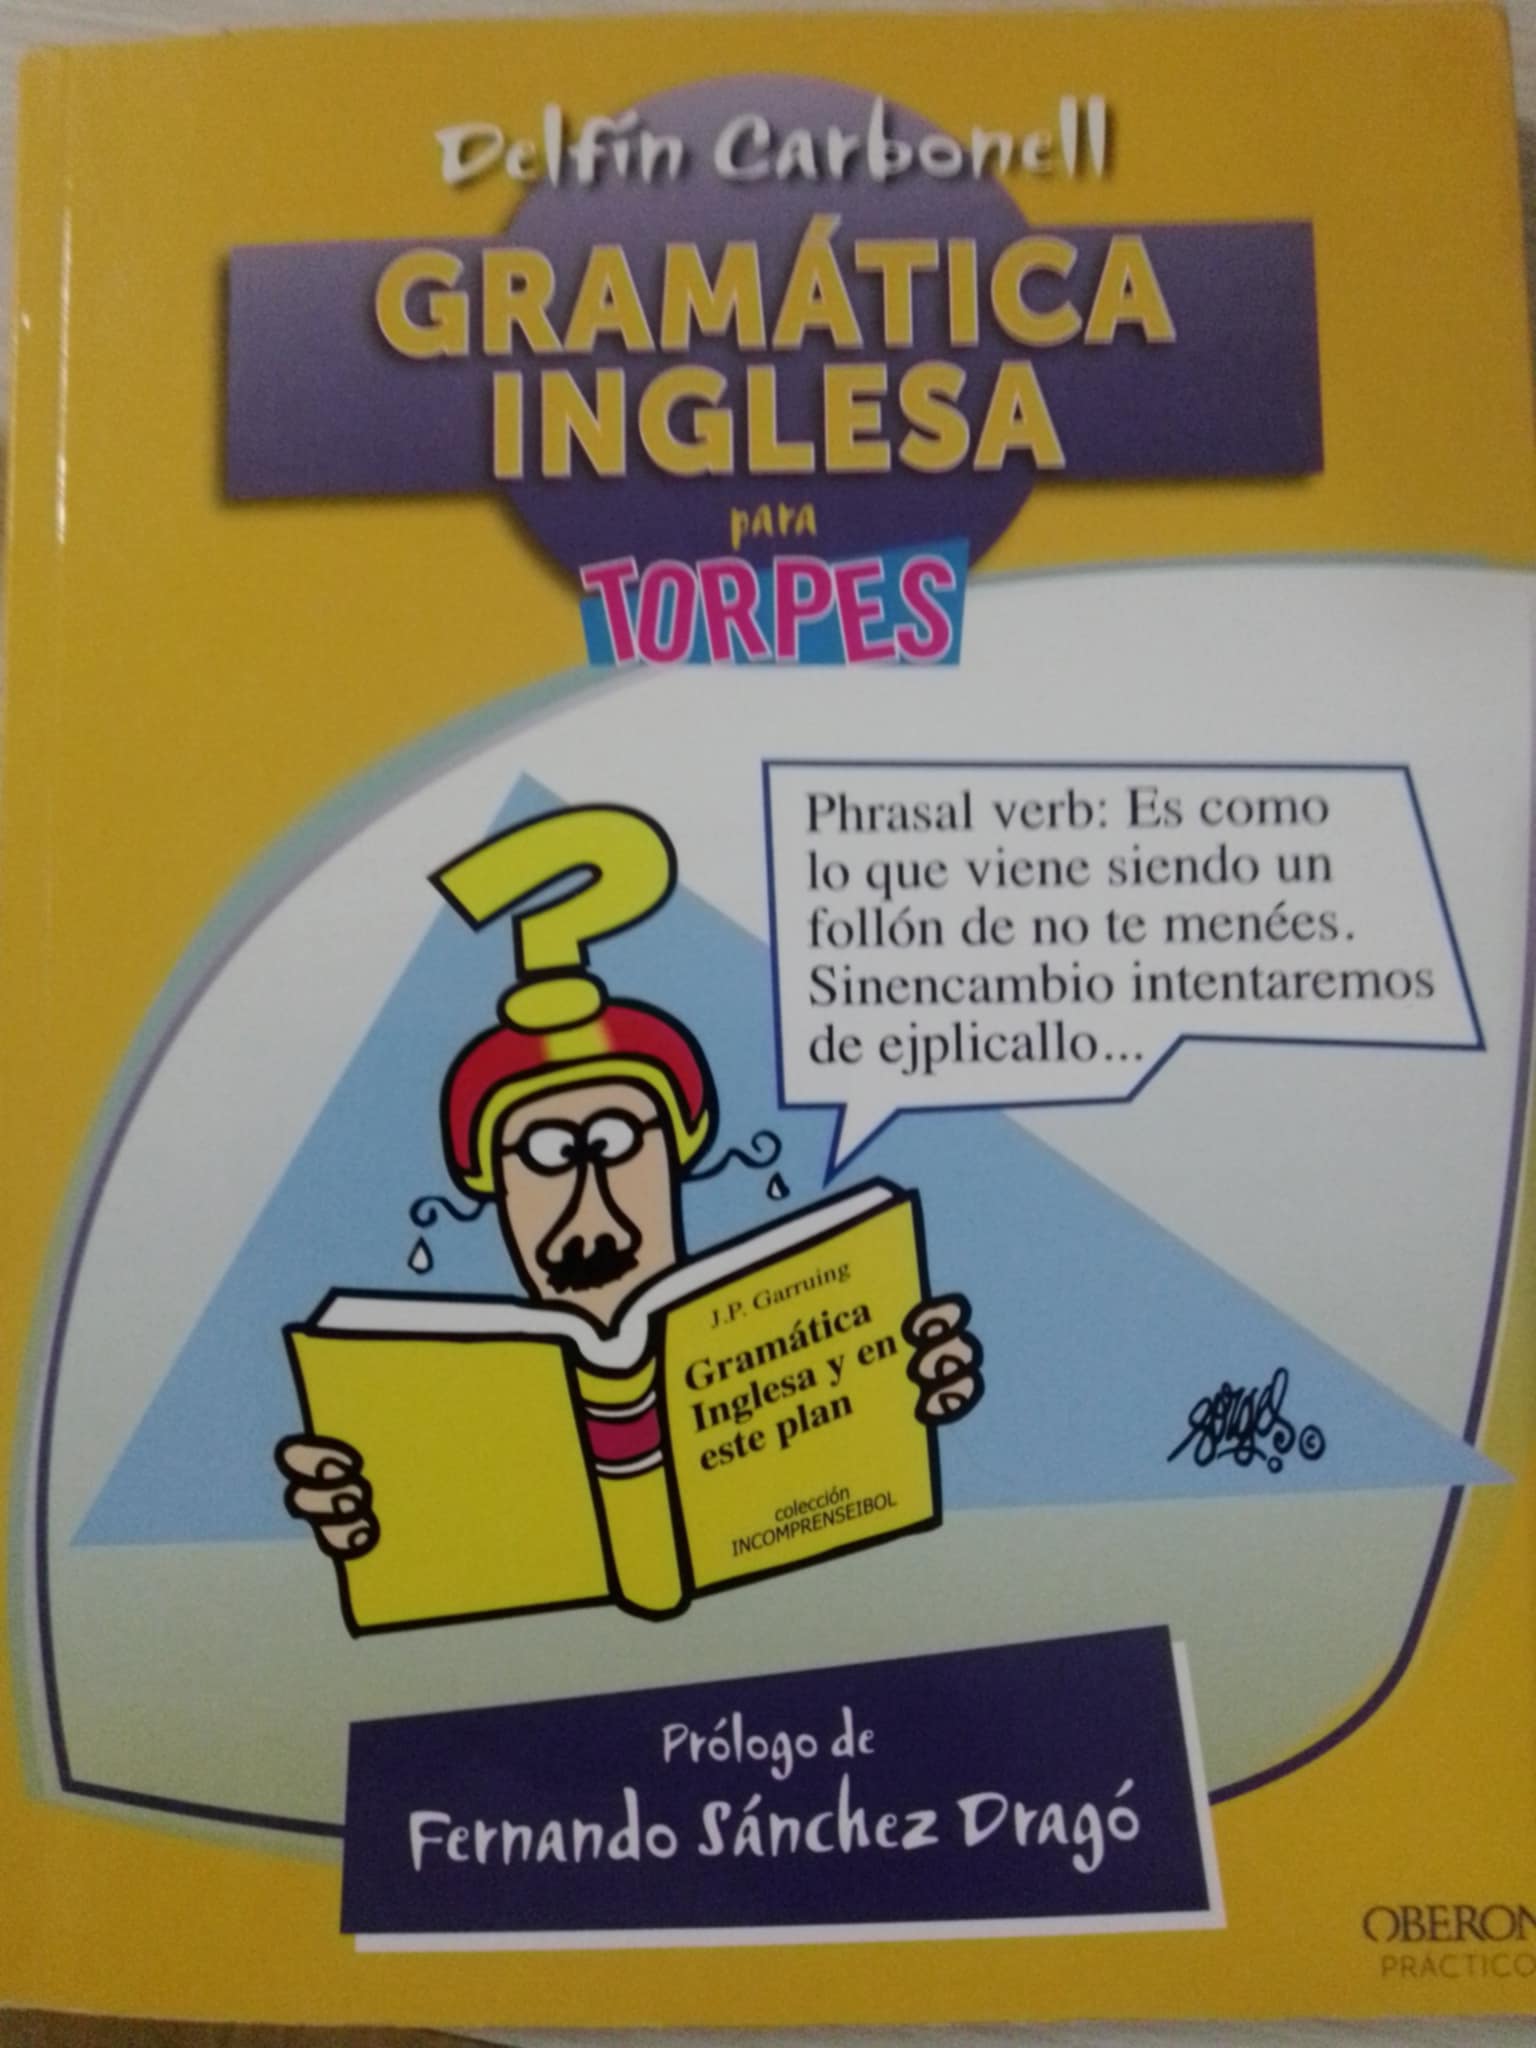 Delfín Carbonell
GRAMÁTICA
INGLESA
para
TORPES
Phrasal verb: Es como
lo que viene siendo un
follón de no te menées.
Sinencambio intentaremos
de ejplicallo...
J.P. Garruing
Gramática
Inglesa y en
este plan
colección
INCOMPRENSEIBOL
Forges ©
Prólogo de
Fernando Sánchez Dragó
OBERON
PRÁCTICO